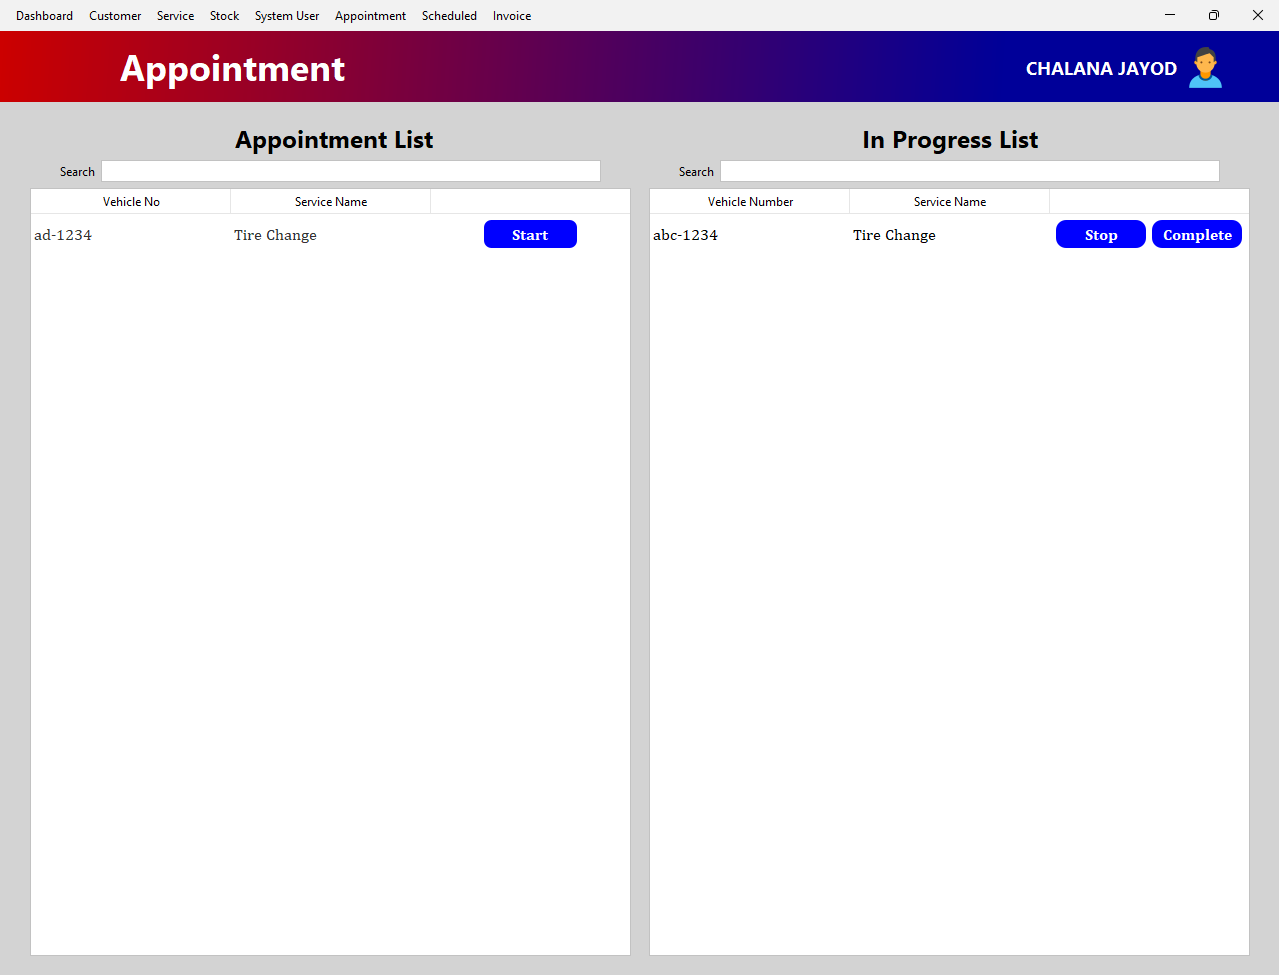 Dashboard Customer Service Stock System User Appointment Scheduled Invoice
Appointment
CHALANA JAYOD
Appointment List
Search
Vehicle No Service Name
ad-1234 Tire Change Start
In Progress List
Search
Vehicle Number Service Name
abc-1234 Tire Change Stop Complete